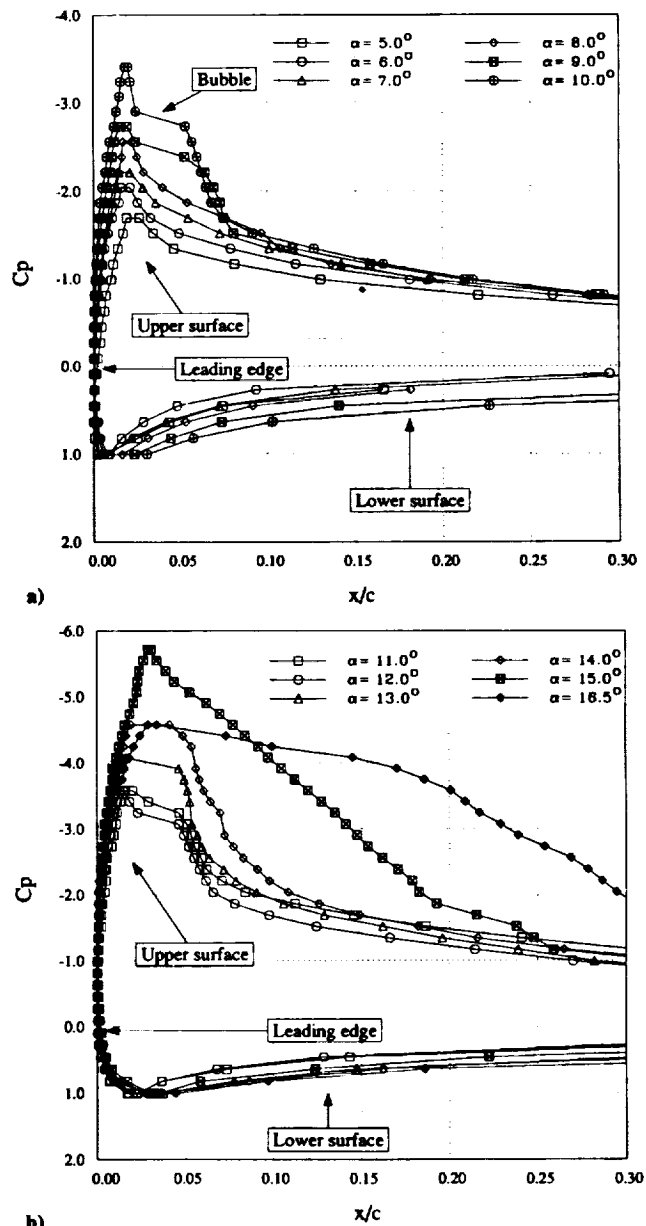 -4.0
α = 5.0° α = 8.0°
α = 6.0° α = 9.0°
α = 7.0° α = 10.0°
-3.0
Bubble
-2.0
Cp
-1.0
Upper surface
0.0
Leading edge
1.0
Lower surface
2.0
0.00 0.05 0.10 0.15 0.20 0.25 0.30
a)
x/c
-6.0
α = 11.0° α = 14.0°
α = 12.0° α = 15.0°
α = 13.0° α = 16.5°
-5.0
-4.0
-3.0
Cp
-2.0
Upper surface
-1.0
0.0
Leading edge
1.0
Lower surface
2.0
0.00 0.05 0.10 0.15 0.20 0.25 0.30
b)
x/c